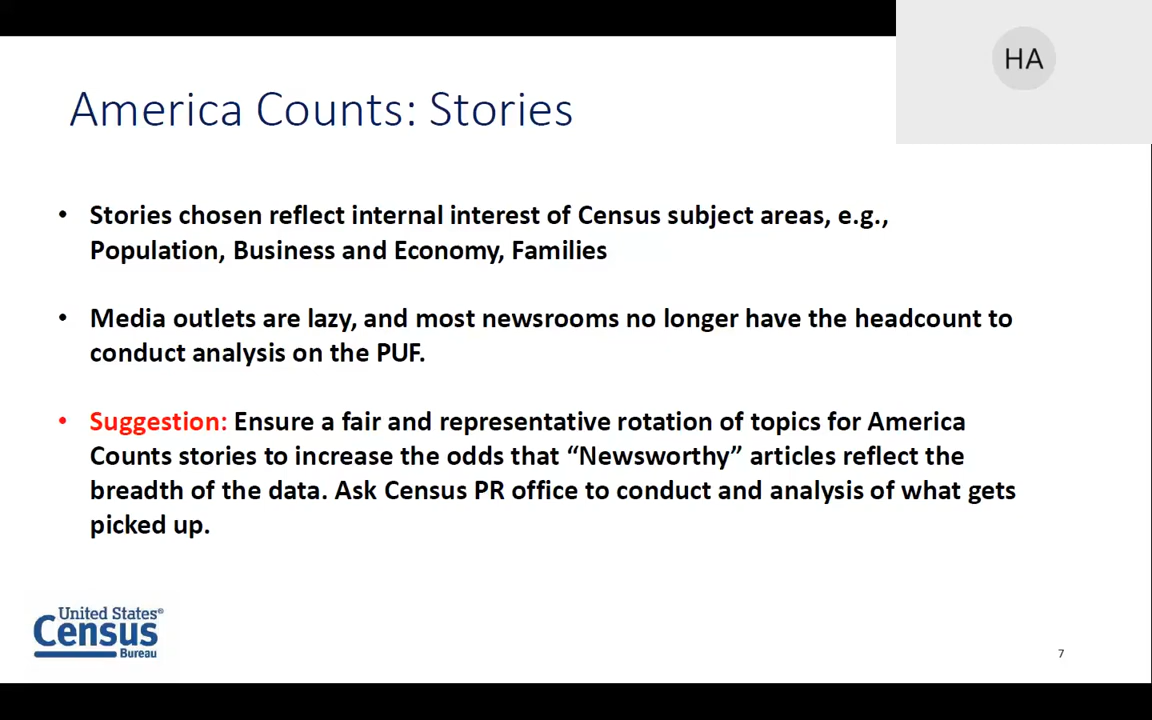 HA
America Counts: Stories
• Stories chosen reflect internal interest of Census subject areas, e.g.,
Population, Business and Economy, Families
• Media outlets are lazy, and most newsrooms no longer have the headcount to
conduct analysis on the PUF.
• Suggestion: Ensure a fair and representative rotation of topics for America
Counts stories to increase the odds that “Newsworthy” articles reflect the
breadth of the data. Ask Census PR office to conduct and analysis of what gets
picked up.
United States®
Census
Bureau
7